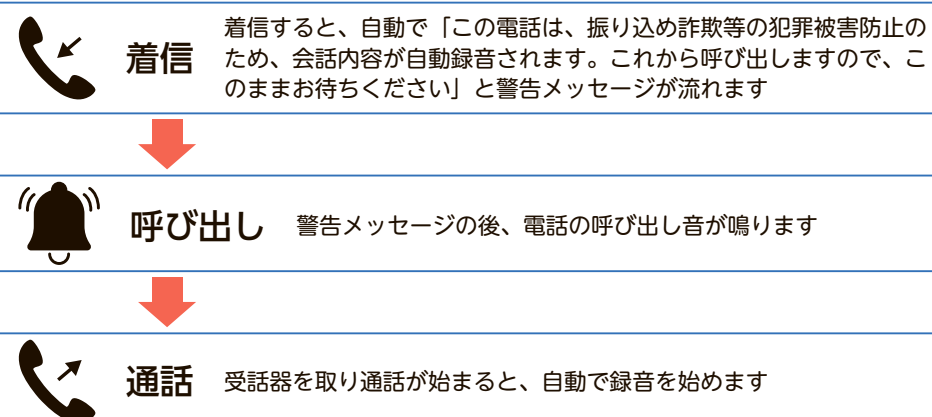 着信
着信すると、自動で「この電話は、振り込め詐欺等の犯罪被害防止の
ため、会話内容が自動録音されます。これから呼び出しますので、こ
のままお待ちください」と警告メッセージが流れます
呼び出し
警告メッセージの後、電話の呼び出し音が鳴ります
通話
受話器を取り通話が始まると、自動で録音を始めます